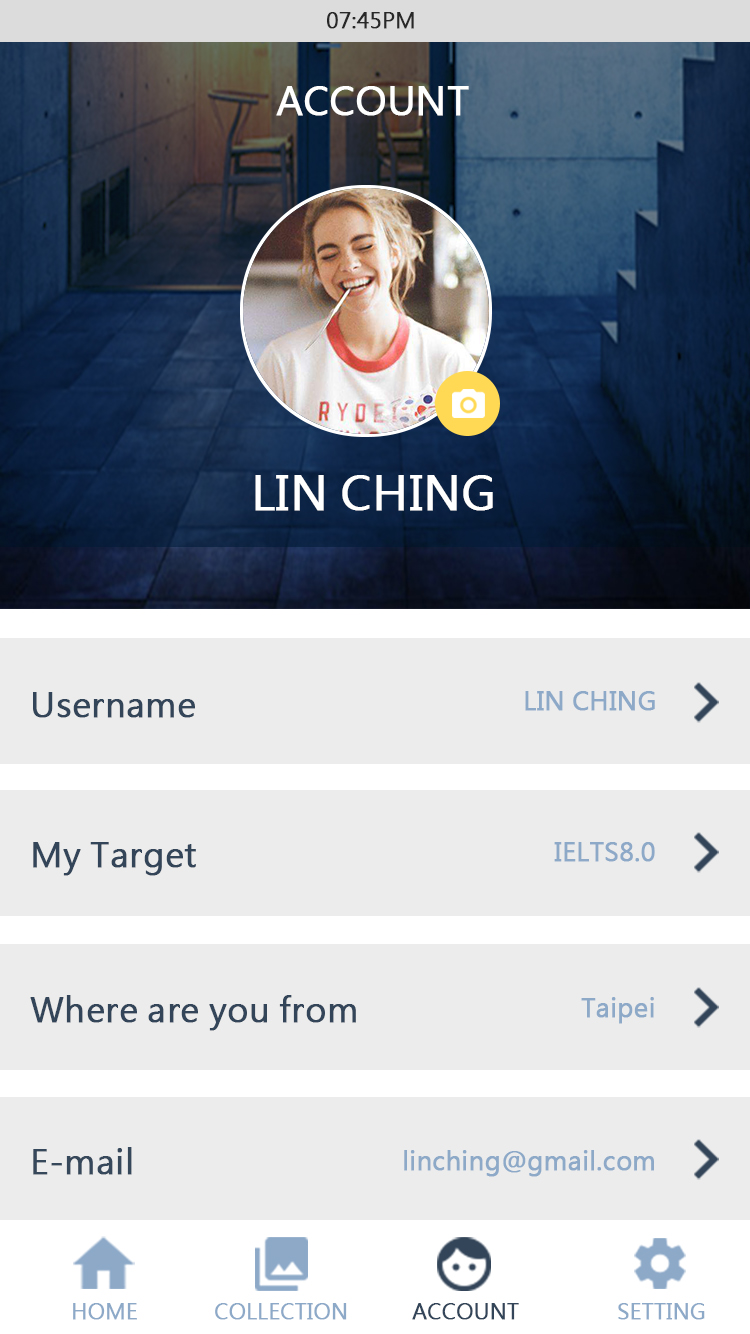 07:45PM
ACCOUNT
RYDE
LIN CHING
Username LIN CHING
My Target IELTS8.0
Where are you from Taipei
E-mail linching@gmail.com
HOME COLLECTION ACCOUNT SETTING